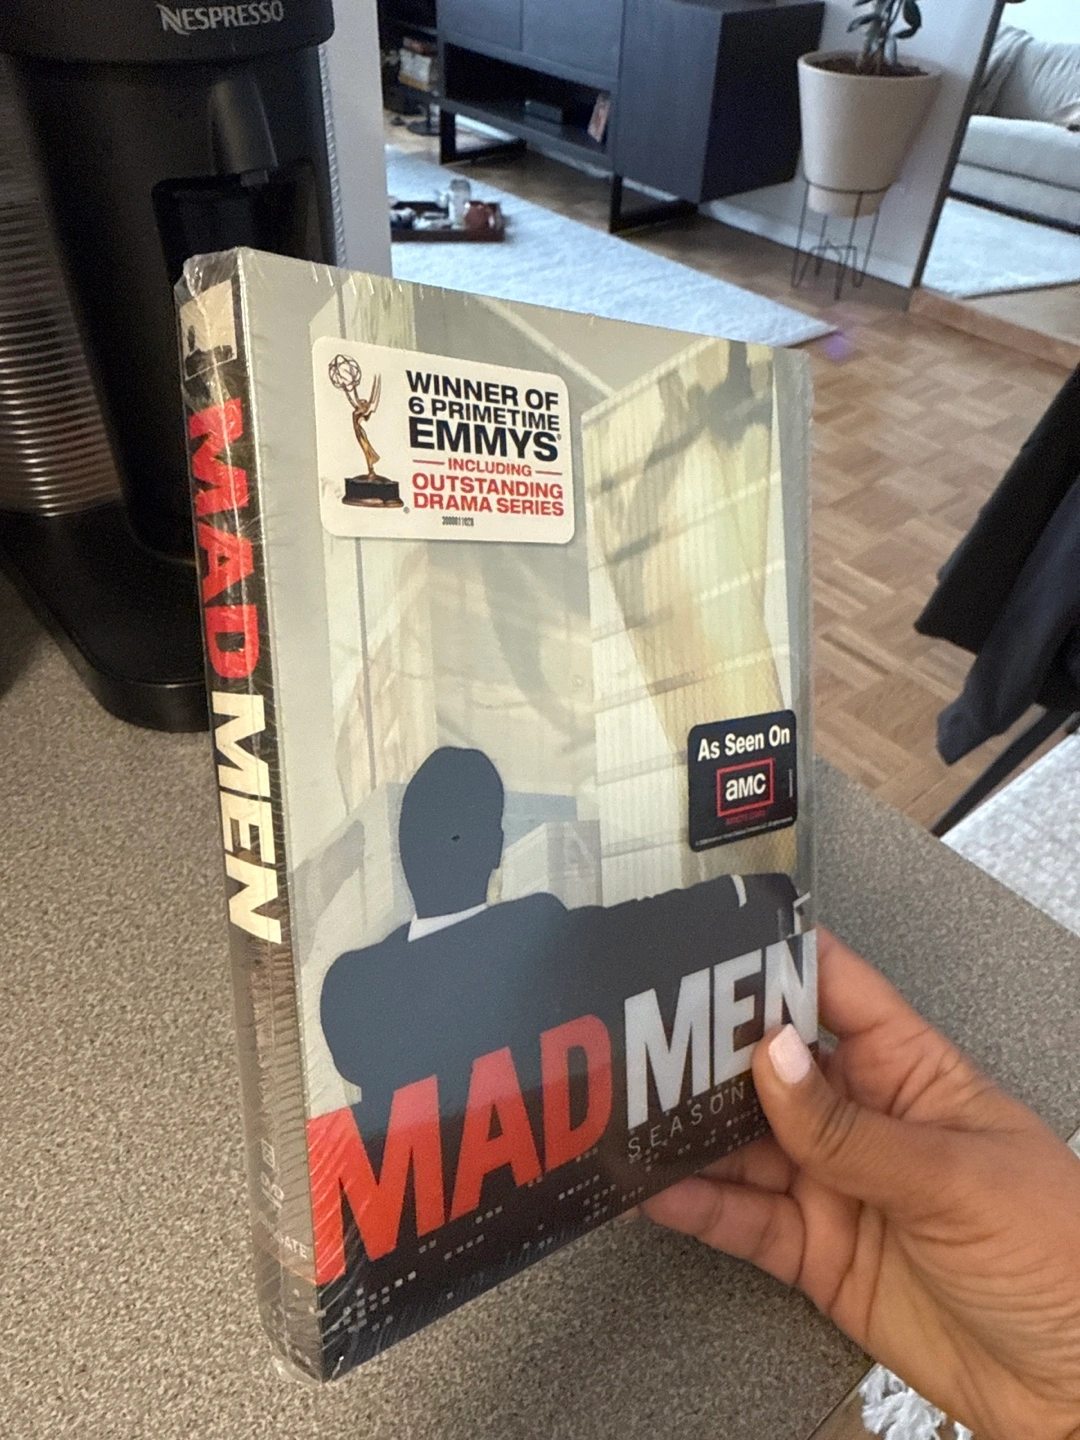 NESPRESSO
WINNER OF
6 PRIMETIME
EMMYS®
INCLUDING
OUTSTANDING
DRAMA SERIES
As Seen On
aMC
MAD MEN
SEASON
MAD MEN